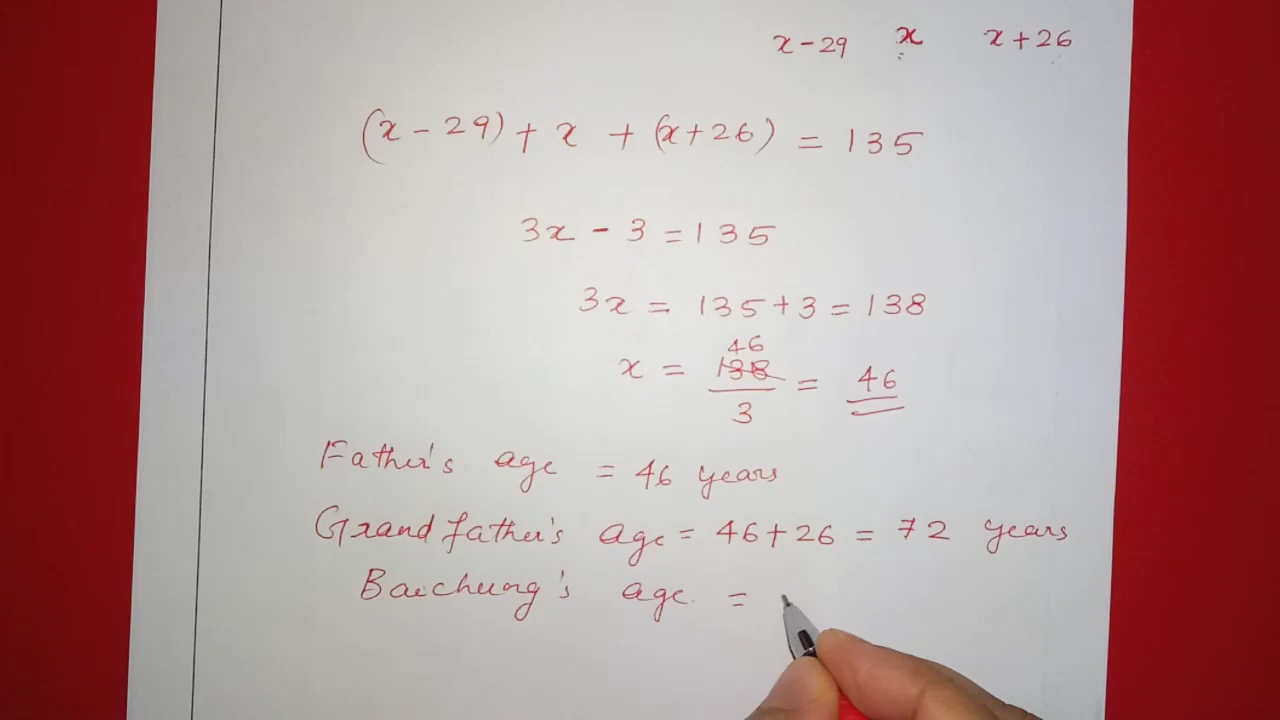 x - 29 x x + 26
(x - 29) + x + (x + 26) = 135
3x - 3 = 135
3x = 135 + 3 = 138
46
x = 138 = 46
3
Father's age = 46 years
Grandfather's age = 46 + 26 = 72 years
Baichung's age =